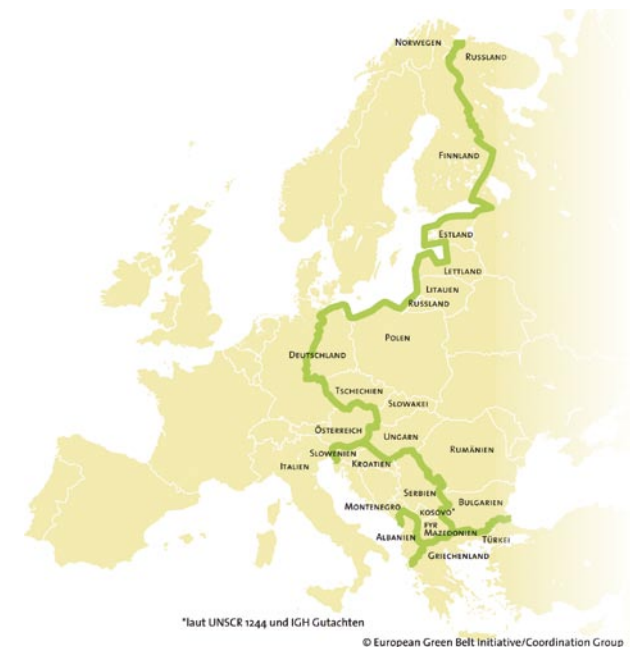 NORWEGEN
RUSSLAND
FINNLAND
ESTLAND
LETTLAND
LITAUEN
RUSSLAND
POLEN
DEUTSCHLAND
TSCHECHIEN
SLOWAKEI
ÖSTERREICH
UNGARN
SLOWENIEN
RUMÄNIEN
ITALIEN
KROATIEN
SERBIEN
BULGARIEN
MONTENEGRO
KOSOVO*
FYR
MAZEDONIEN
ALBANIEN
TÜRKEI
GRIECHENLAND
*laut UNSCR 1244 und IGH Gutachten
© European Green Belt Initiative/Coordination Group